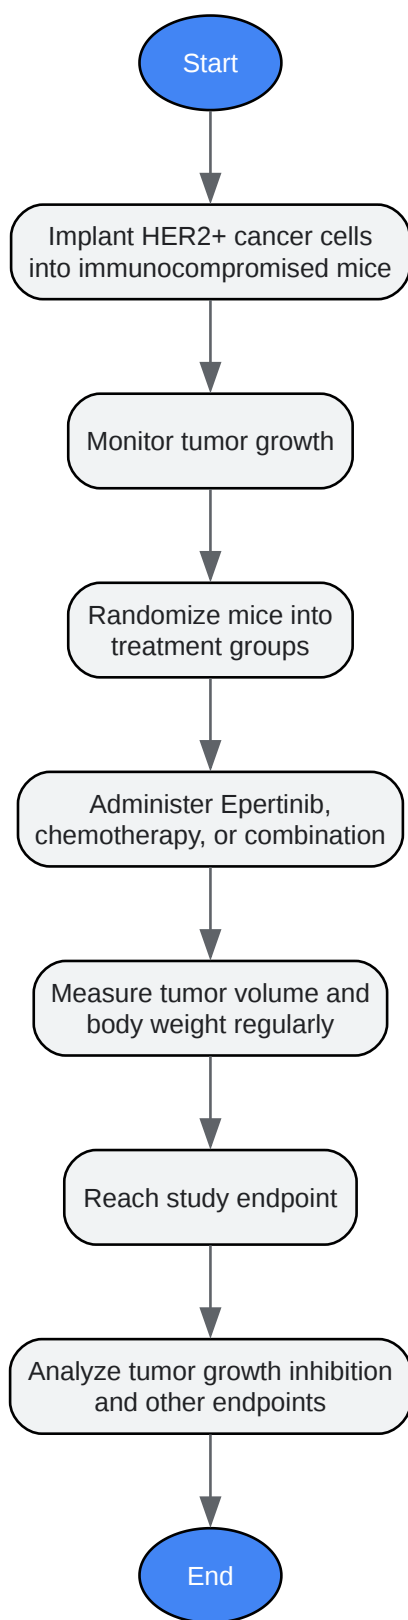 Start
Implant HER2+ cancer cells
into immunocompromised mice
Monitor tumor growth
Randomize mice into
treatment groups
Administer Epertinib,
chemotherapy, or combination
Measure tumor volume and
body weight regularly
Reach study endpoint
Analyze tumor growth inhibition
and other endpoints
End